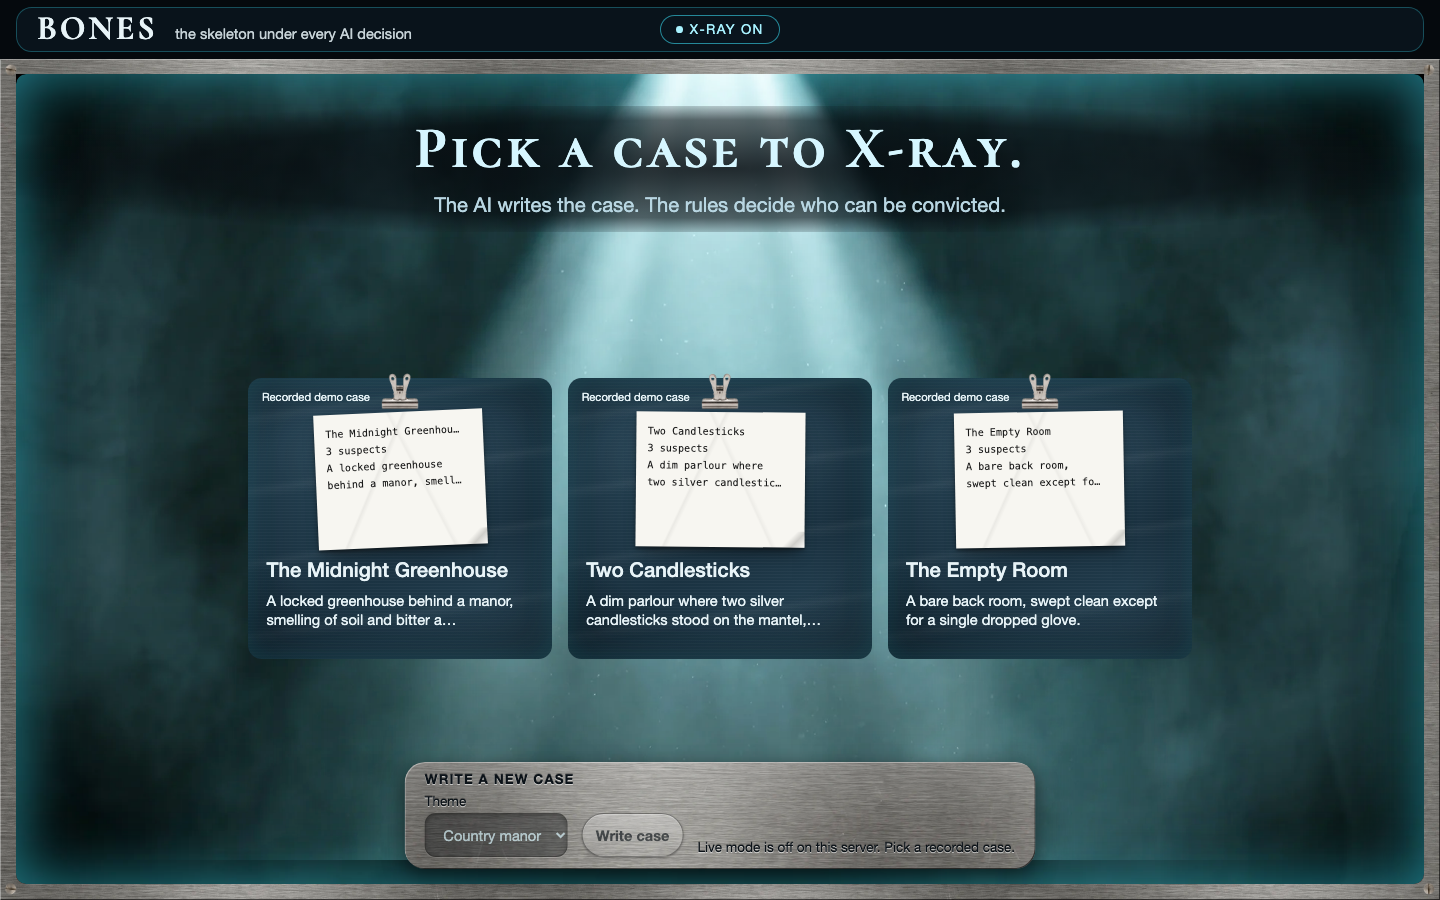 BONES
the skeleton under every AI decision
X-RAY ON
PICK A CASE TO X-RAY.
The AI writes the case. The rules decide who can be convicted.
Recorded demo case
The Midnight Greenhou…
3 suspects
A locked greenhouse
behind a manor, smell…
The Midnight Greenhouse
A locked greenhouse behind a manor,
smelling of soil and bitter a…
Recorded demo case
Two Candlesticks
3 suspects
A dim parlour where
two silver candlestic…
Two Candlesticks
A dim parlour where two silver
candlesticks stood on the mantel,…
Recorded demo case
The Empty Room
3 suspects
A bare back room,
swept clean except fo…
The Empty Room
A bare back room, swept clean except
for a single dropped glove.
WRITE A NEW CASE
Theme
Country manor
Write case
Live mode is off on this server. Pick a recorded case.